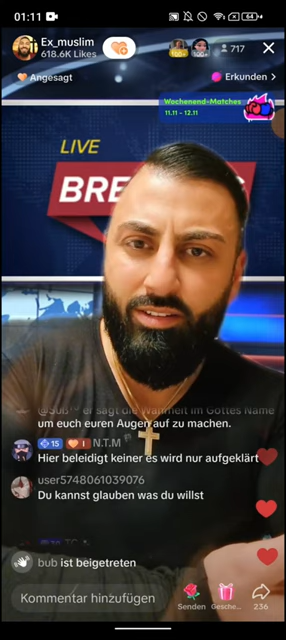 01:11
64
Ex_muslim
618.6K Likes
717
Angesagt
Erkunden >
Wochenend-Matches
11.11 - 12.11
LIVE
BRE
er sagt die Wahrheit im Gottes Name
um euch euren Augen auf zu machen.
15 1 N.T.M
Hier beleidigt keiner es wird nur aufgeklärt
user5748061039076
Du kannst glauben was du willst
bub ist beigetreten
Kommentar hinzufügen
Senden
Gesche...
236